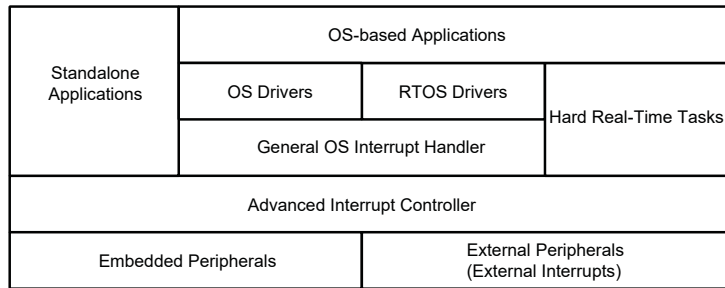 OS-based Applications
Standalone
Applications
OS Drivers
RTOS Drivers
Hard Real-Time Tasks
General OS Interrupt Handler
Advanced Interrupt Controller
Embedded Peripherals
External Peripherals
(External Interrupts)